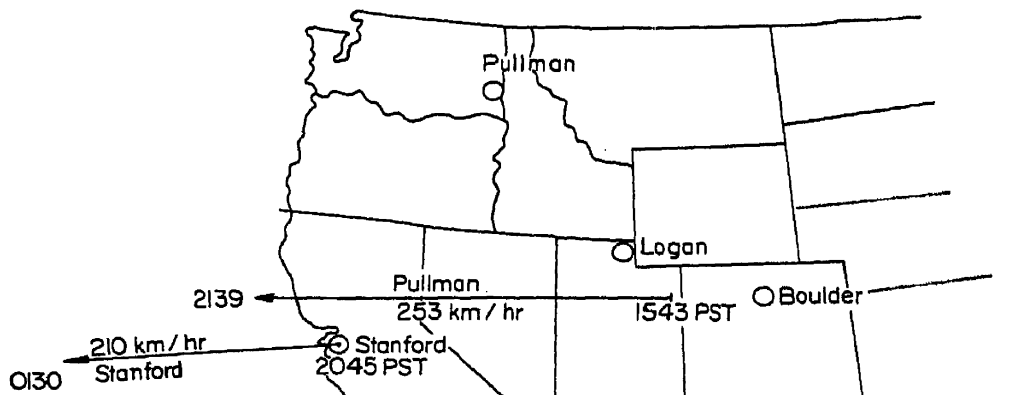 Pullman
Logan
Pullman
2139
253 km/hr
1543 PST
Boulder
210 km/hr
Stanford
2045 PST
Stanford
0130